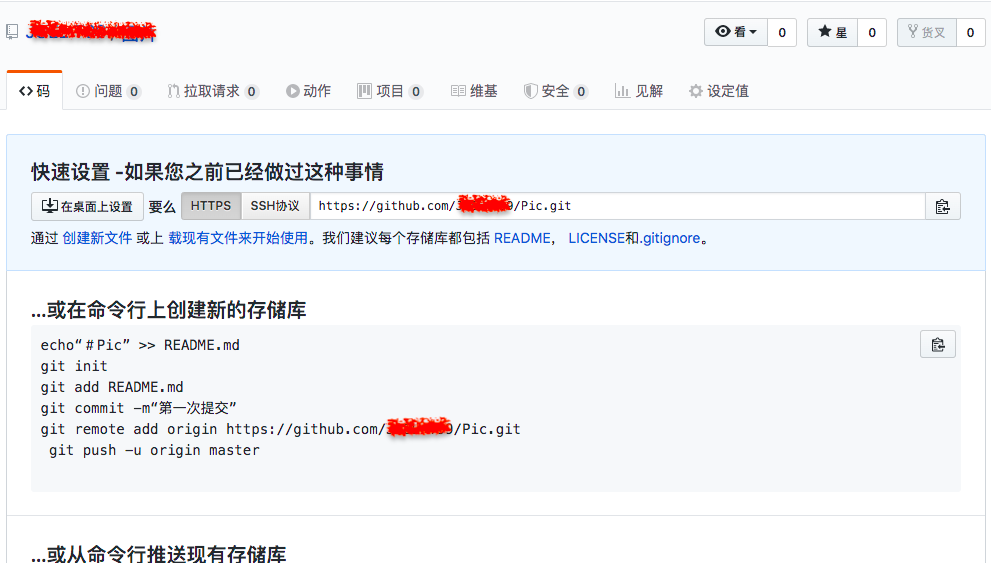 看 0 星 0 货叉 0
码 问题 0 拉取请求 0 动作 项目 0 维基 安全 0 见解 设定值
快速设置 -如果您之前已经做过这种事情
在桌面上设置 要么 HTTPS SSH协议 https://github.com/ 9/Pic.git
通过 创建新文件 或上 载现有文件来开始使用。我们建议每个存储库都包括 README， LICENSE和.gitignore。
...或在命令行上创建新的存储库
echo“＃Pic” >> README.md
git init
git add README.md
git commit -m“第一次提交”
git remote add origin https://github.com/ 9/Pic.git
git push -u origin master
...或从命令行推送现有存储库